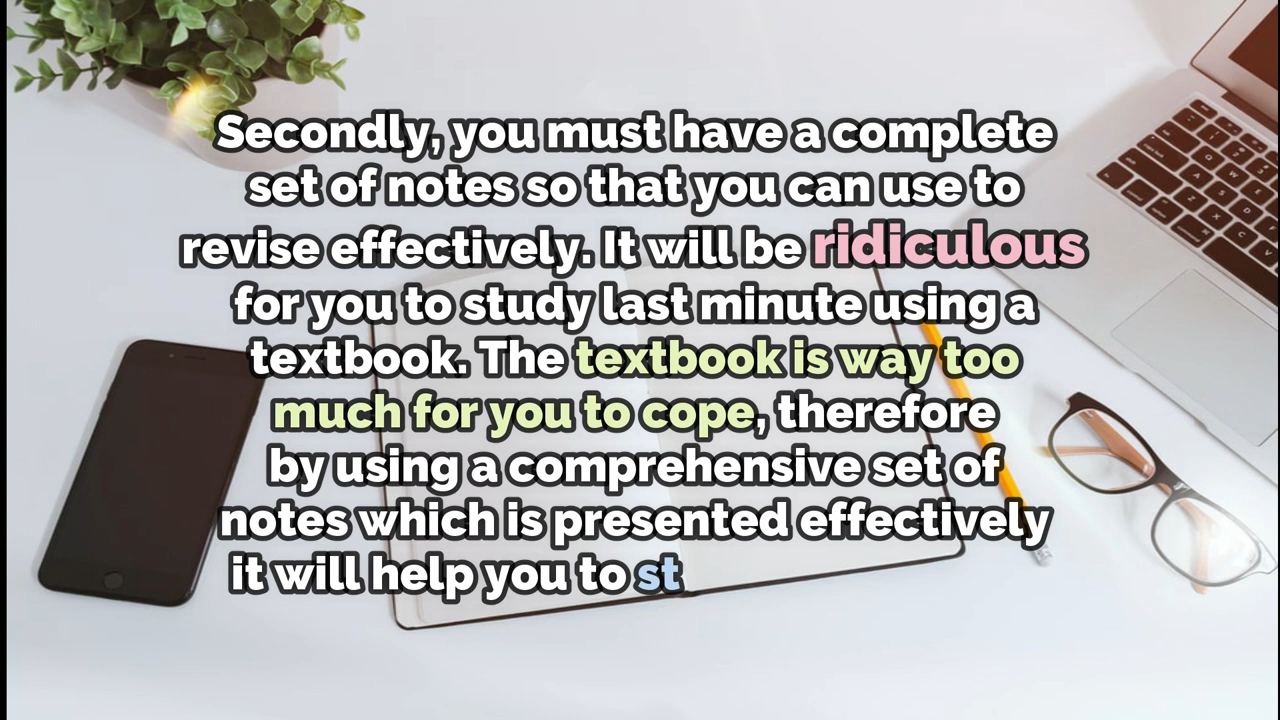 Secondly, you must have a complete
set of notes so that you can use to
revise effectively. It will be ridiculous
for you to study last minute using a
textbook. The textbook is way too
much for you to cope, therefore
by using a comprehensive set of
notes which is presented effectively
it will help you to st